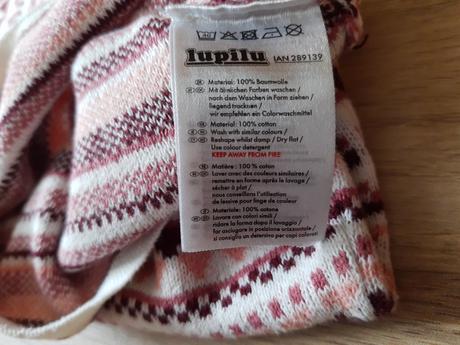 lupilu IAN 289139
Material: 100% Baumwolle
Mit ähnlichen Farben waschen /
nach dem Waschen in Form ziehen /
liegend trocknen /
wir empfehlen ein Colorwaschmittel
Material: 100% cotton
Wash with similar colours /
Reshape whilst damp / Dry flat /
Use color detergent
KEEP AWAY FROM FIRE
Matière : 100 % coton
Laver avec des couleurs similaires /
remettre en forme après le lavage /
sécher à plat /
nous conseillons l'utilisation
de lessive pour linge de couleur
Materiale: 100% cotone
Lavare con colori simili /
ridare la forma dopo il lavaggio /
far asciugare in posizione orizzontale /
si consiglia un detersivo per capi colorati